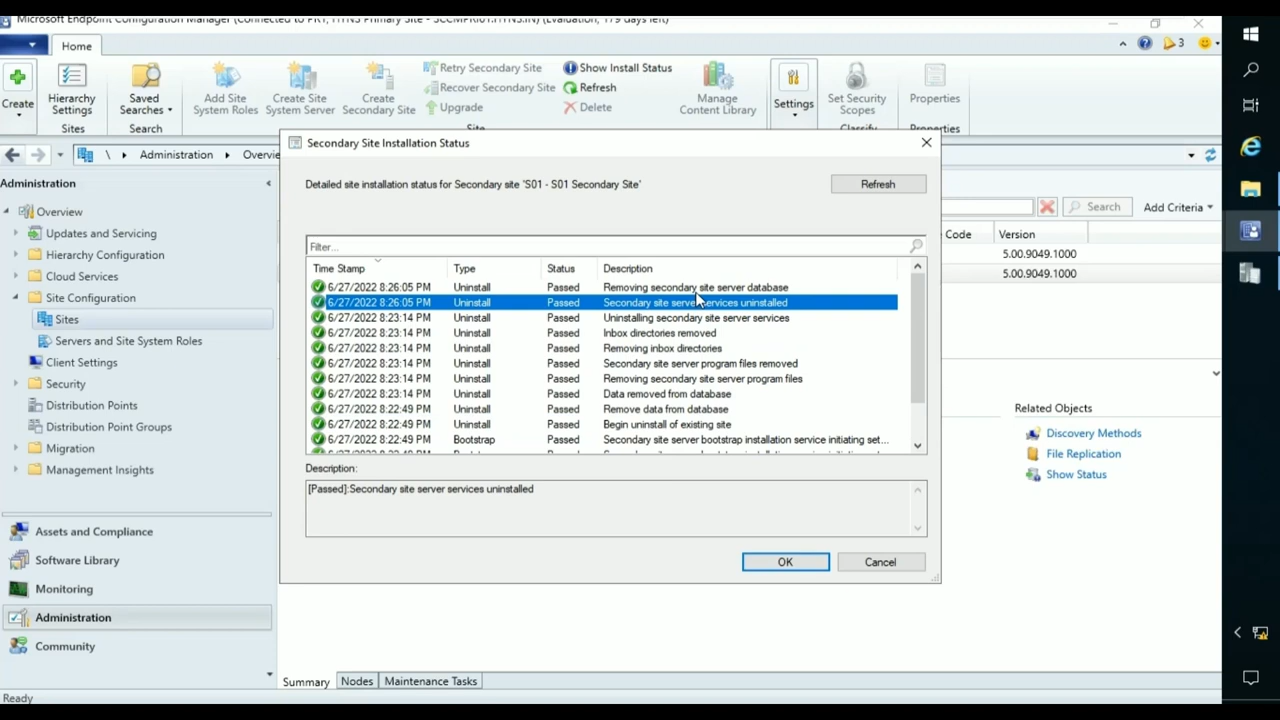 Microsoft Endpoint Configuration Manager (Connected to PR1, HTNS Primary Site - SCCMPRI01.HTNS.IN) (Evaluation, 179 days left)
Home
3
Create
Hierarchy Settings
Sites
Saved Searches
Search
Add Site System Roles
Create Site System Server
Create Secondary Site
Retry Secondary Site
Recover Secondary Site
Upgrade
Show Install Status
Refresh
Delete
Site
Manage Content Library
Settings
Set Security Scopes
Classify
Properties
Properties
\ Administration Overvie
Administration
Overview
Updates and Servicing
Hierarchy Configuration
Cloud Services
Site Configuration
Sites
Servers and Site System Roles
Client Settings
Security
Distribution Points
Distribution Point Groups
Migration
Management Insights
Assets and Compliance
Software Library
Monitoring
Administration
Community
Ready
Secondary Site Installation Status
Detailed site installation status for Secondary site 'S01 - S01 Secondary Site'
Refresh
Filter...
Time Stamp Type Status Description
6/27/2022 8:26:05 PM Uninstall Passed Removing secondary site server database
6/27/2022 8:26:05 PM Uninstall Passed Secondary site server services uninstalled
6/27/2022 8:23:14 PM Uninstall Passed Uninstalling secondary site server services
6/27/2022 8:23:14 PM Uninstall Passed Inbox directories removed
6/27/2022 8:23:14 PM Uninstall Passed Removing inbox directories
6/27/2022 8:23:14 PM Uninstall Passed Secondary site server program files removed
6/27/2022 8:23:14 PM Uninstall Passed Removing secondary site server program files
6/27/2022 8:23:14 PM Uninstall Passed Data removed from database
6/27/2022 8:22:49 PM Uninstall Passed Remove data from database
6/27/2022 8:22:49 PM Uninstall Passed Begin uninstall of existing site
6/27/2022 8:22:49 PM Bootstrap Passed Secondary site server bootstrap installation service initiating set...
Description:
[Passed]:Secondary site server services uninstalled
OK
Cancel
Search
Add Criteria
Code Version
5.00.9049.1000
5.00.9049.1000
Related Objects
Discovery Methods
File Replication
Show Status
Summary Nodes Maintenance Tasks